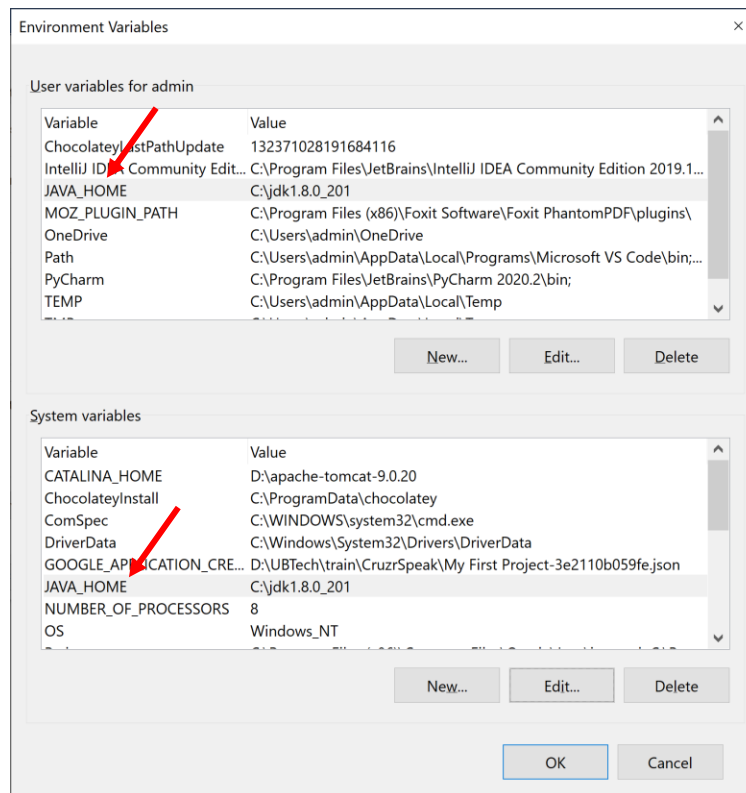 Environment Variables
User variables for admin
Variable Value
ChocolateyLastPathUpdate 132371028191684116
IntelliJ IDEA Community Edit... C:\Program Files\JetBrains\IntelliJ IDEA Community Edition 2019.1...
JAVA_HOME C:\jdk1.8.0_201
MOZ_PLUGIN_PATH C:\Program Files (x86)\Foxit Software\Foxit PhantomPDF\plugins\
OneDrive C:\Users\admin\OneDrive
Path C:\Users\admin\AppData\Local\Programs\Microsoft VS Code\bin;...
PyCharm C:\Program Files\JetBrains\PyCharm 2020.2\bin;
TEMP C:\Users\admin\AppData\Local\Temp
New... Edit... Delete
System variables
Variable Value
CATALINA_HOME D:\apache-tomcat-9.0.20
ChocolateyInstall C:\ProgramData\chocolatey
ComSpec C:\WINDOWS\system32\cmd.exe
DriverData C:\Windows\System32\Drivers\DriverData
GOOGLE_APPLICATION_CRE... D:\UBTech\train\CruzrSpeak\My First Project-3e2110b059fe.json
JAVA_HOME C:\jdk1.8.0_201
NUMBER_OF_PROCESSORS 8
OS Windows_NT
New... Edit... Delete
OK Cancel